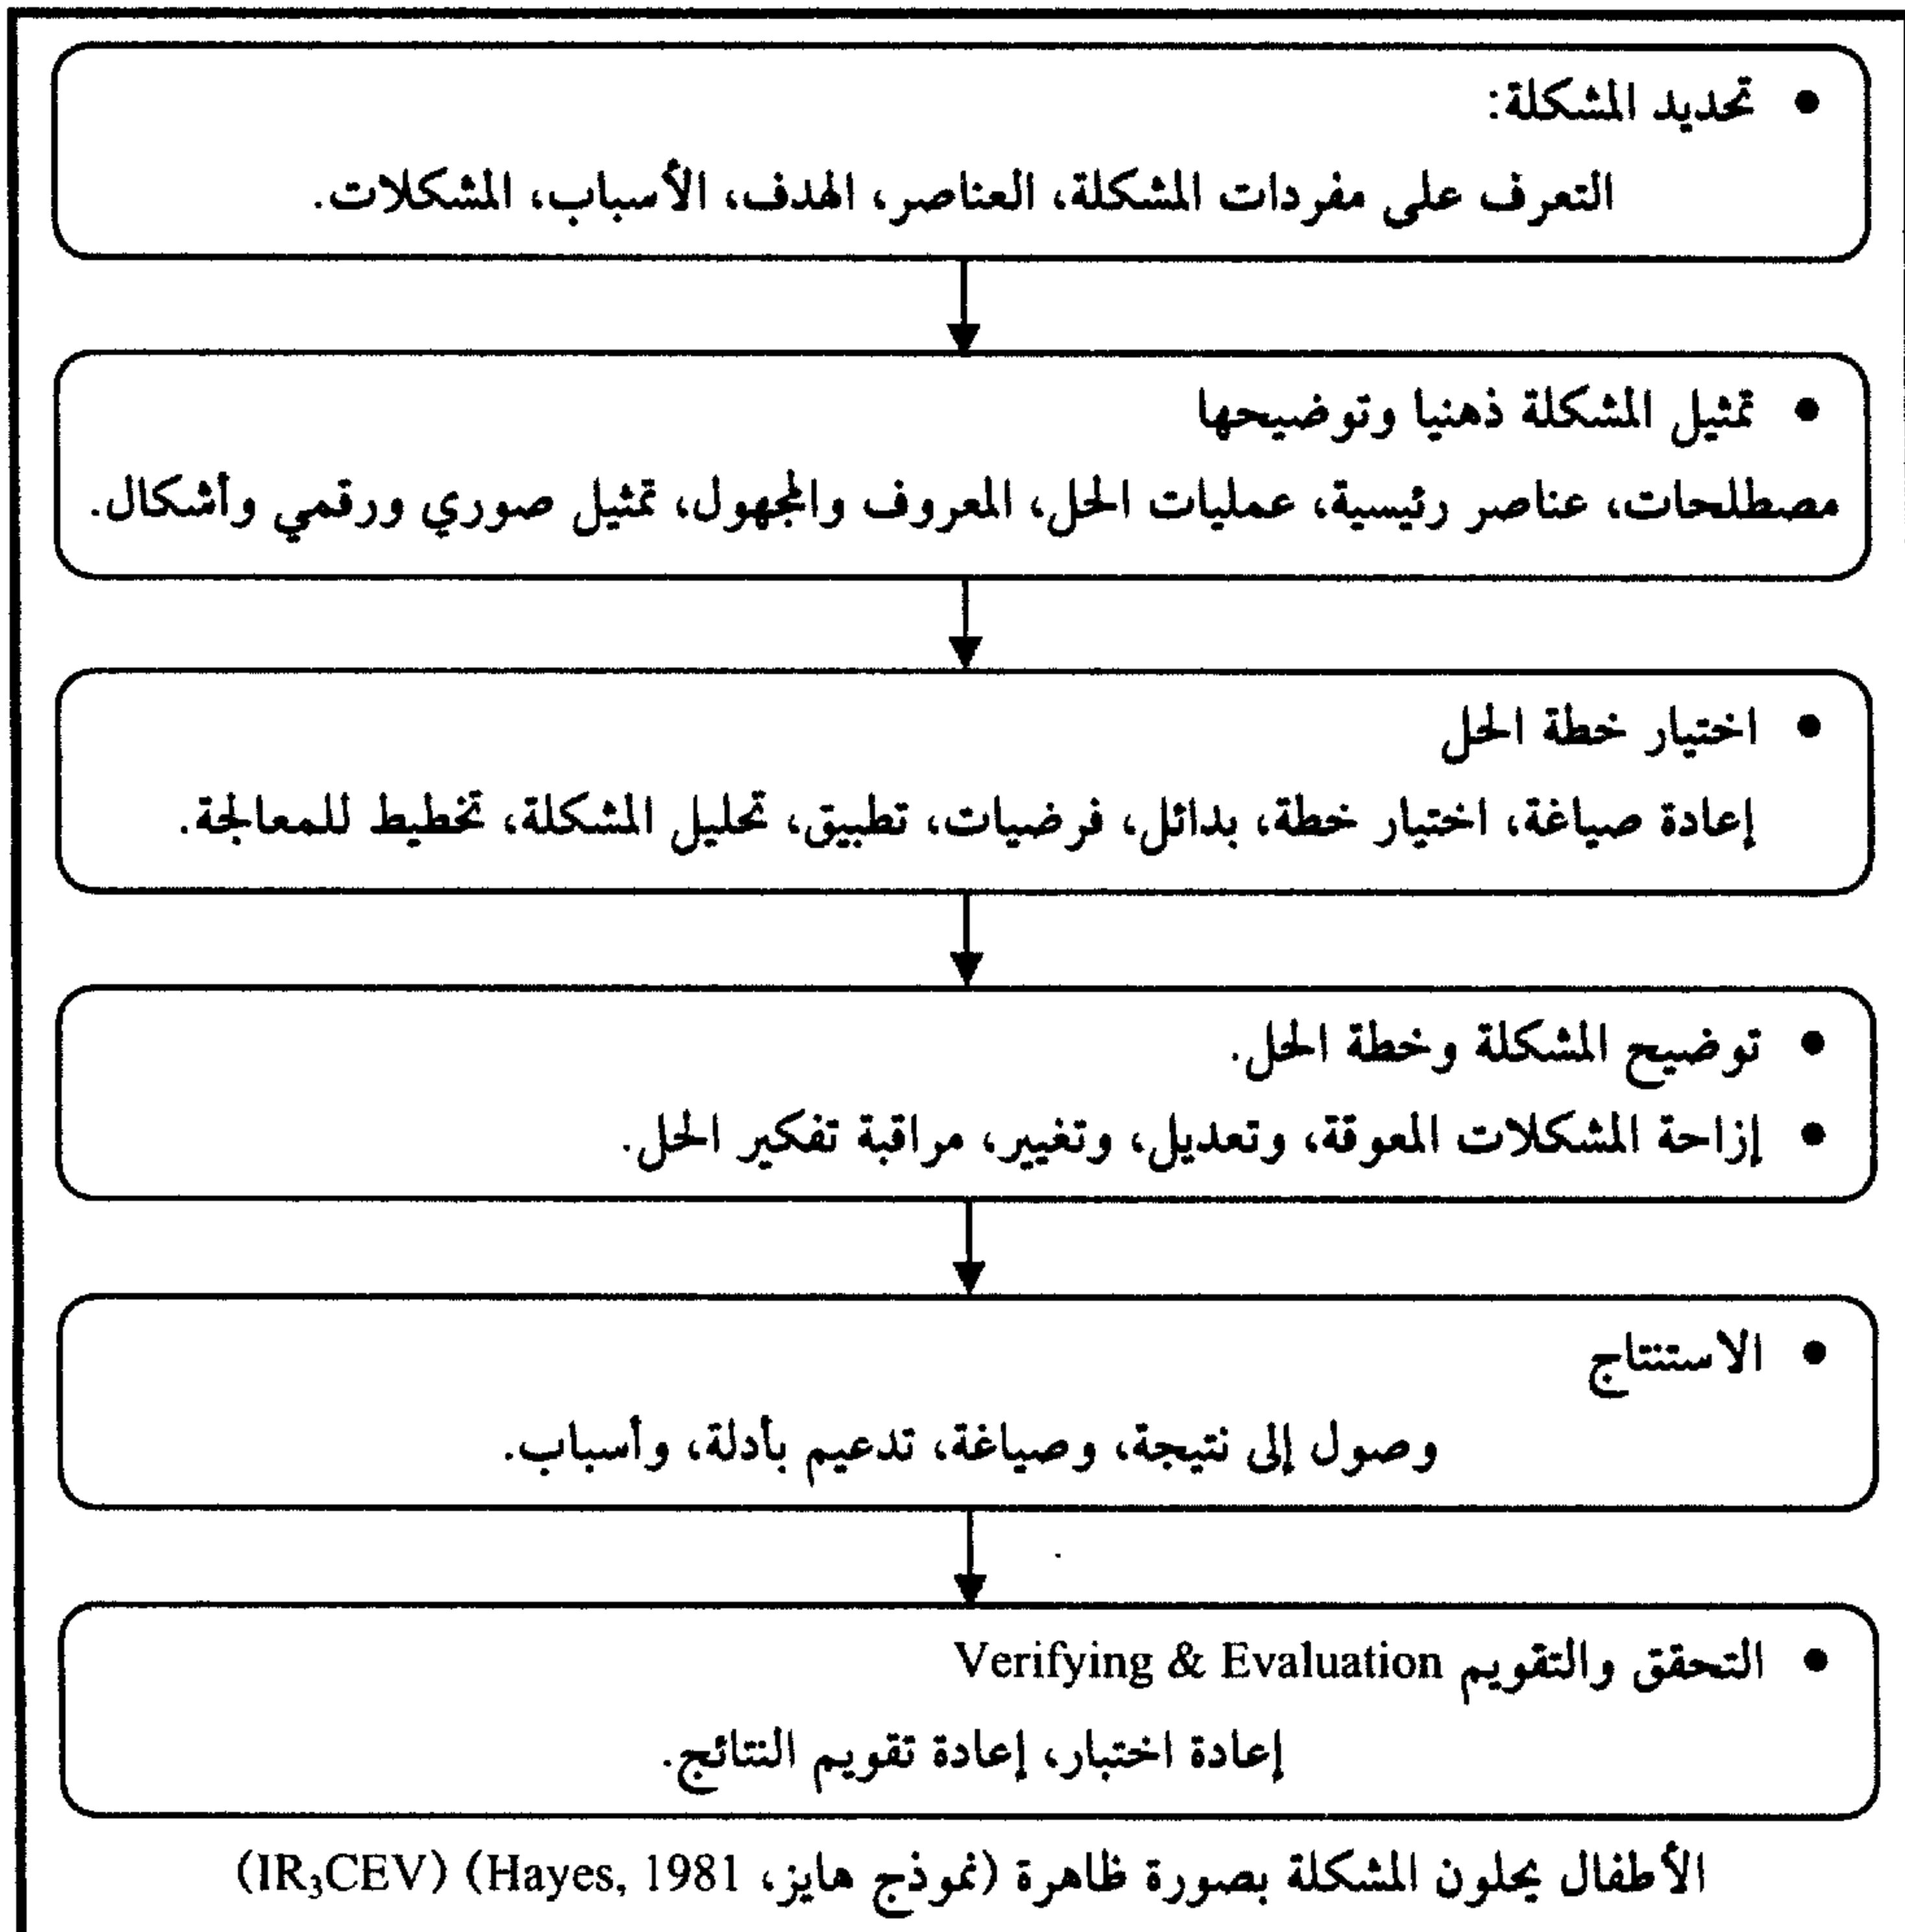 • تحديد المشكلة:
التعرف على مفردات المشكلة، العناصر، الهدف، الأسباب، المشكلات.
• تمثيل المشكلة ذهنيا وتوضيحها
مصطلحات، عناصر رئيسية، عمليات الحل، المعروف والمجهول، تمثيل صوري ورقمي وأشكال.
• اختيار خطة الحل
إعادة صياغة، اختيار خطة، بدائل، فرضيات، تطبيق، تحليل المشكلة، تخطيط للمعالجة.
• توضيح المشكلة وخطة الحل.
• إزاحة المشكلات المعوقة، وتعديل، وتغيير، مراقبة تفكير الحل.
• الاستنتاج
وصول إلى نتيجة، وصياغة، تدعيم بأدلة، وأسباب.
• التحقق والتقويم Verifying & Evaluation
إعادة اختبار، إعادة تقويم النتائج.
الأطفال يحلون المشكلة بصورة ظاهرة (نموذج هايز، Hayes, 1981) (IR₃CEV)